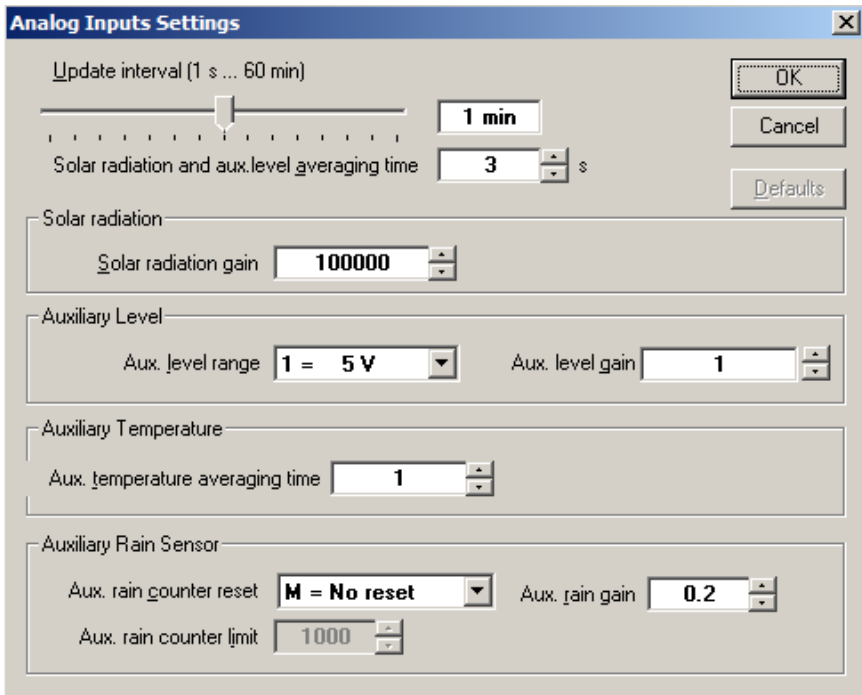 Analog Inputs Settings
Update interval (1 s ... 60 min)
1 min
OK
Cancel
Solar radiation and aux.level averaging time 3 s
Defaults
Solar radiation
Solar radiation gain 100000
Auxiliary Level
Aux. level range 1 = 5 V Aux. level gain 1
Auxiliary Temperature
Aux. temperature averaging time 1
Auxiliary Rain Sensor
Aux. rain counter reset M = No reset Aux. rain gain 0.2
Aux. rain counter limit 1000